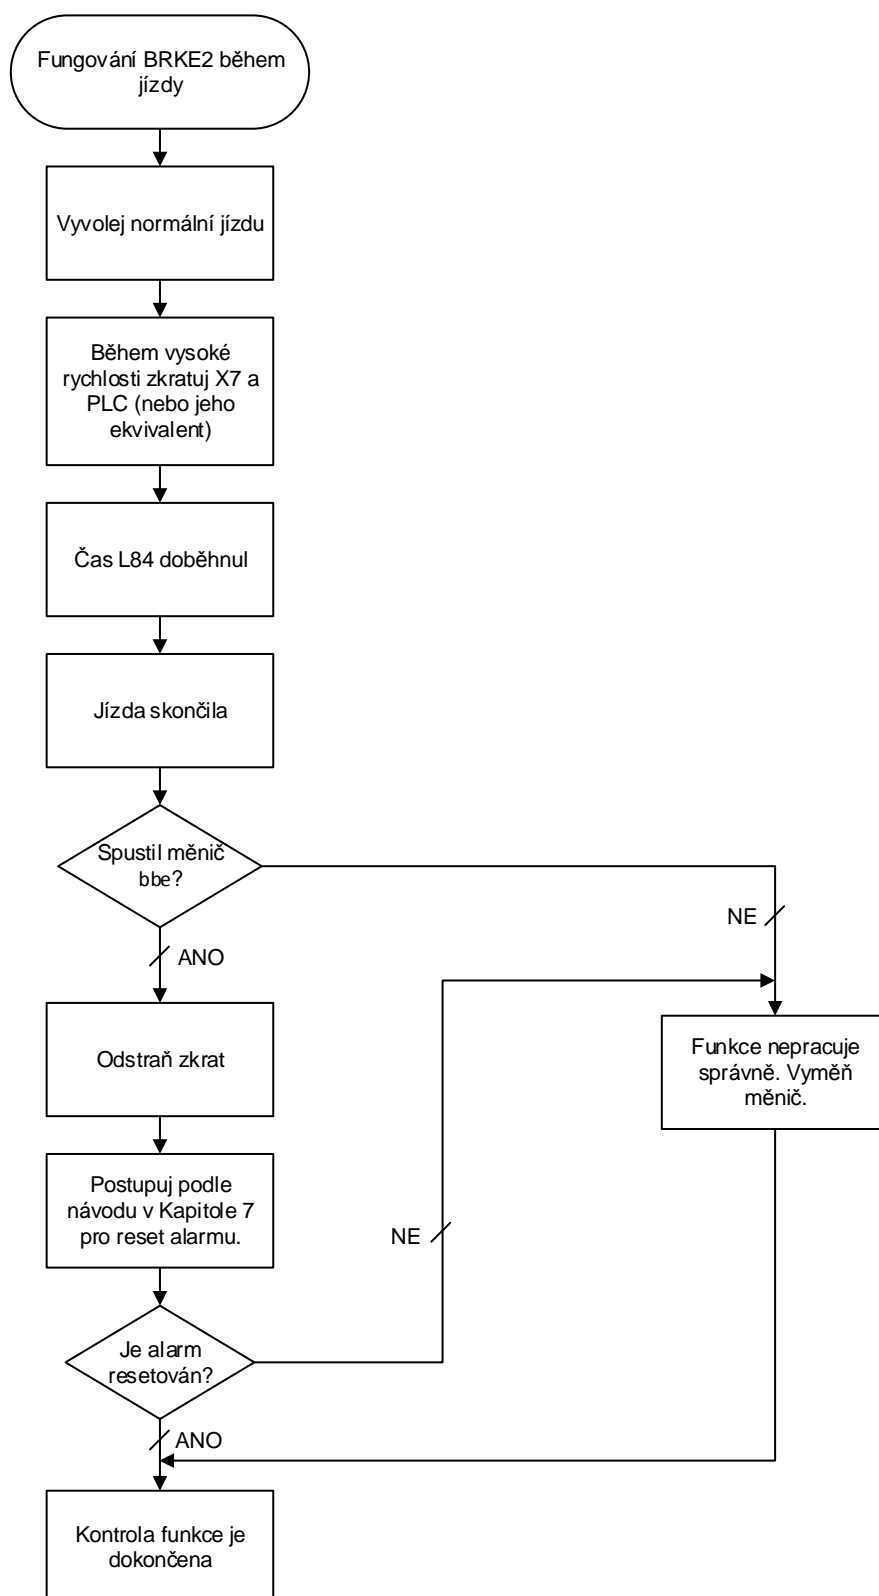 Fungování BRKE2 během
jízdy
Vyvolej normální jízdu
Během vysoké
rychlosti zkratuj X7 a
PLC (nebo jeho
ekvivalent)
Čas L84 doběhnul
Jízda skončila
Spustil měnič
bbe?
NE
ANO
Odstraň zkrat
Funkce nepracuje
správně. Vyměň
měnič.
Postupuj podle
návodu v Kapitole 7
pro reset alarmu.
NE
Je alarm
resetován?
ANO
Kontrola funkce je
dokončena